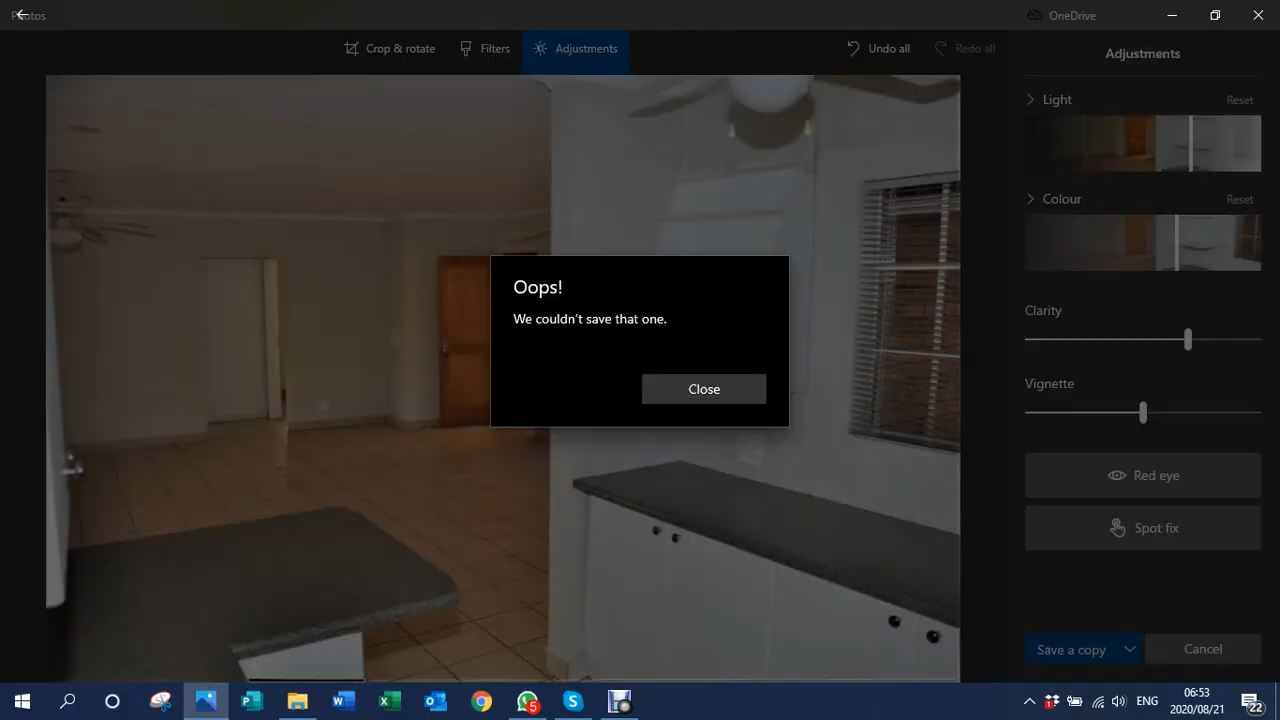 Photos
OneDrive
Crop & rotate
Filters
Adjustments
Undo all
Redo all
Adjustments
Light
Reset
Colour
Reset
Clarity
Vignette
Red eye
Spot fix
Save a copy
Cancel
Oops!
We couldn't save that one.
Close
5
1
ENG
06:53
2020/08/21
22